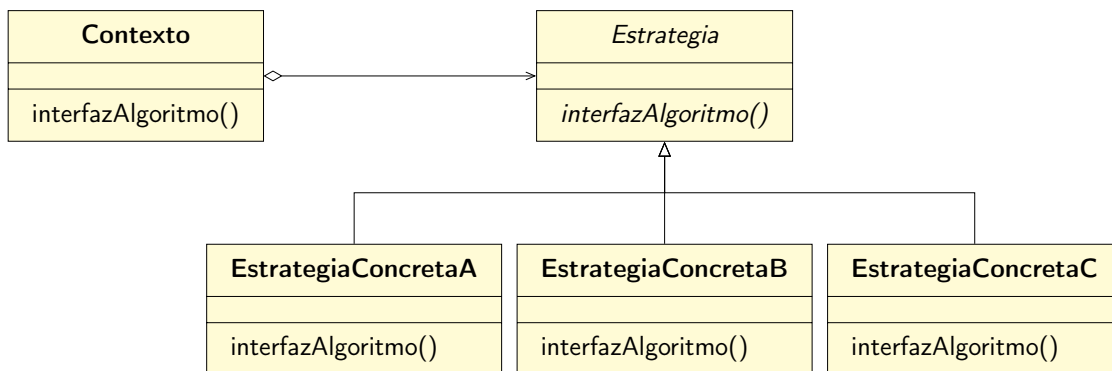 Contexto
interfazAlgoritmo()
Estrategia
interfazAlgoritmo()
EstrategiaConcretaA
interfazAlgoritmo()
EstrategiaConcretaB
interfazAlgoritmo()
EstrategiaConcretaC
interfazAlgoritmo()